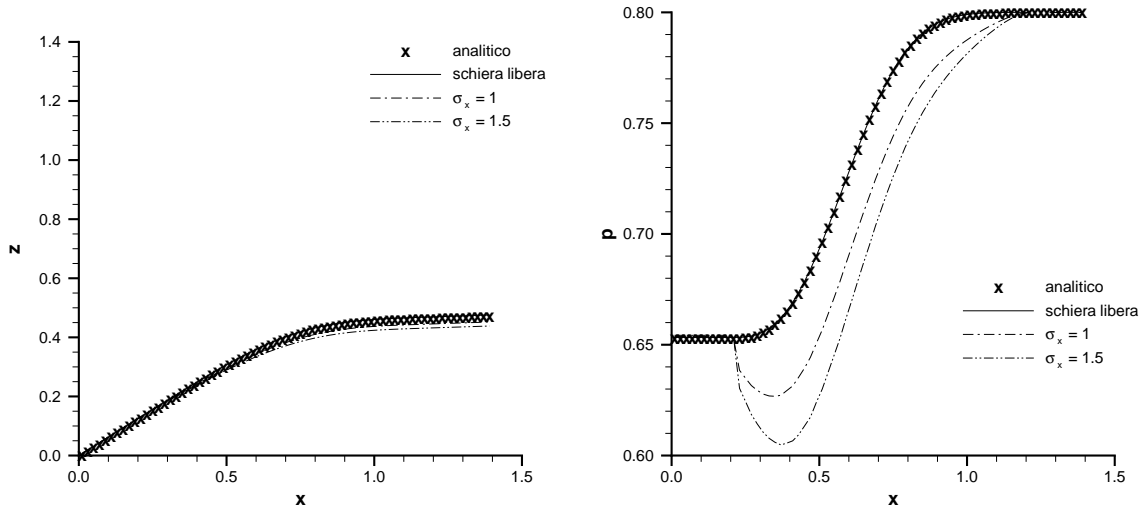 1.4
1.2
1.0
0.8
0.6
0.4
0.2
0.0
z
0.0 0.5 1.0 1.5
x
x analitico
schiera libera
σx = 1
σx = 1.5
0.80
0.75
0.70
0.65
0.60
p
0.0 0.5 1.0 1.5
x
x analitico
schiera libera
σx = 1
σx = 1.5